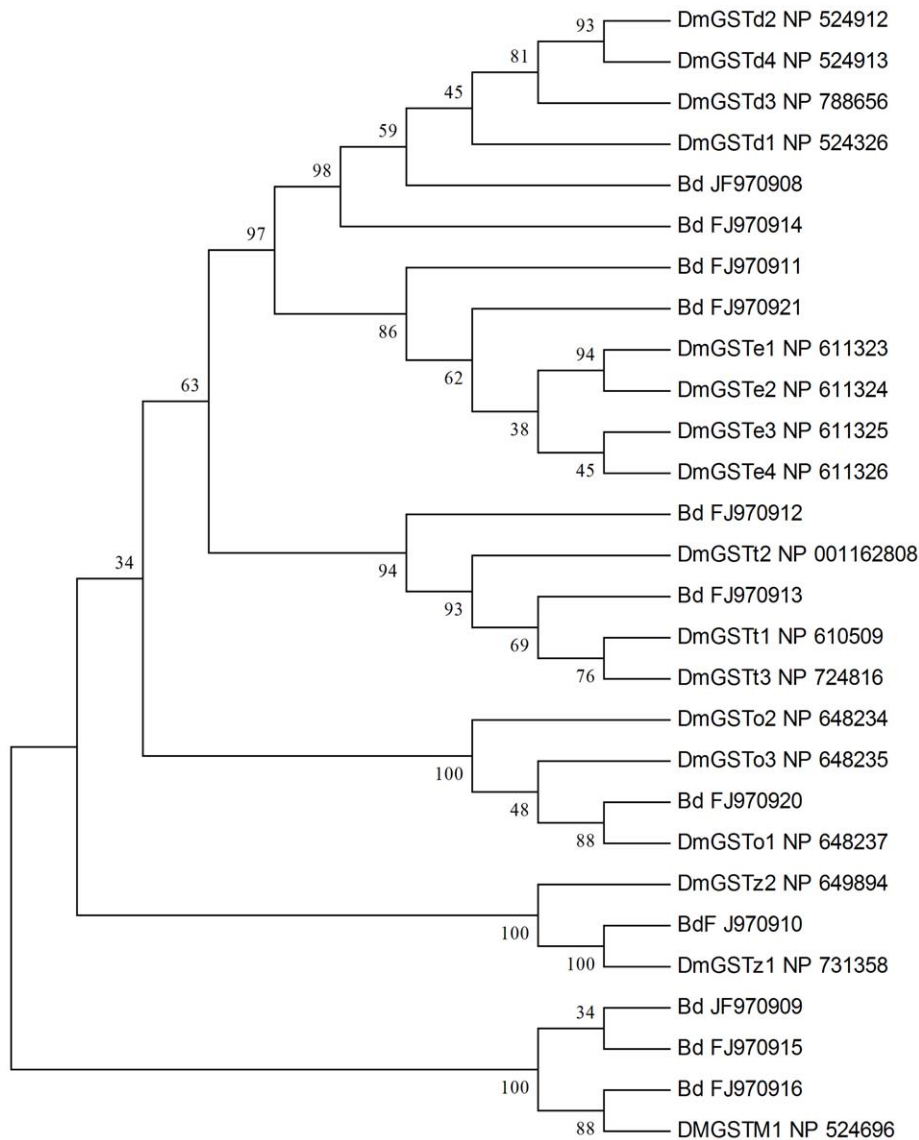 93
DmGSTd2 NP 524912
DmGSTd4 NP 524913
81
DmGSTd3 NP 788656
45
DmGSTd1 NP 524326
59
Bd JF970908
98
Bd FJ970914
97
Bd FJ970911
86
Bd FJ970921
62
94
DmGSTe1 NP 611323
DmGSTe2 NP 611324
38
DmGSTe3 NP 611325
45
DmGSTe4 NP 611326
63
Bd FJ970912
94
DmGSTt2 NP 001162808
93
Bd FJ970913
69
DmGSTt1 NP 610509
76
DmGSTt3 NP 724816
34
DmGSTo2 NP 648234
100
DmGSTo3 NP 648235
48
Bd FJ970920
88
DmGSTo1 NP 648237
DmGSTz2 NP 649894
100
BdF J970910
100
DmGSTz1 NP 731358
34
Bd JF970909
Bd FJ970915
100
Bd FJ970916
88
DMGSTM1 NP 524696